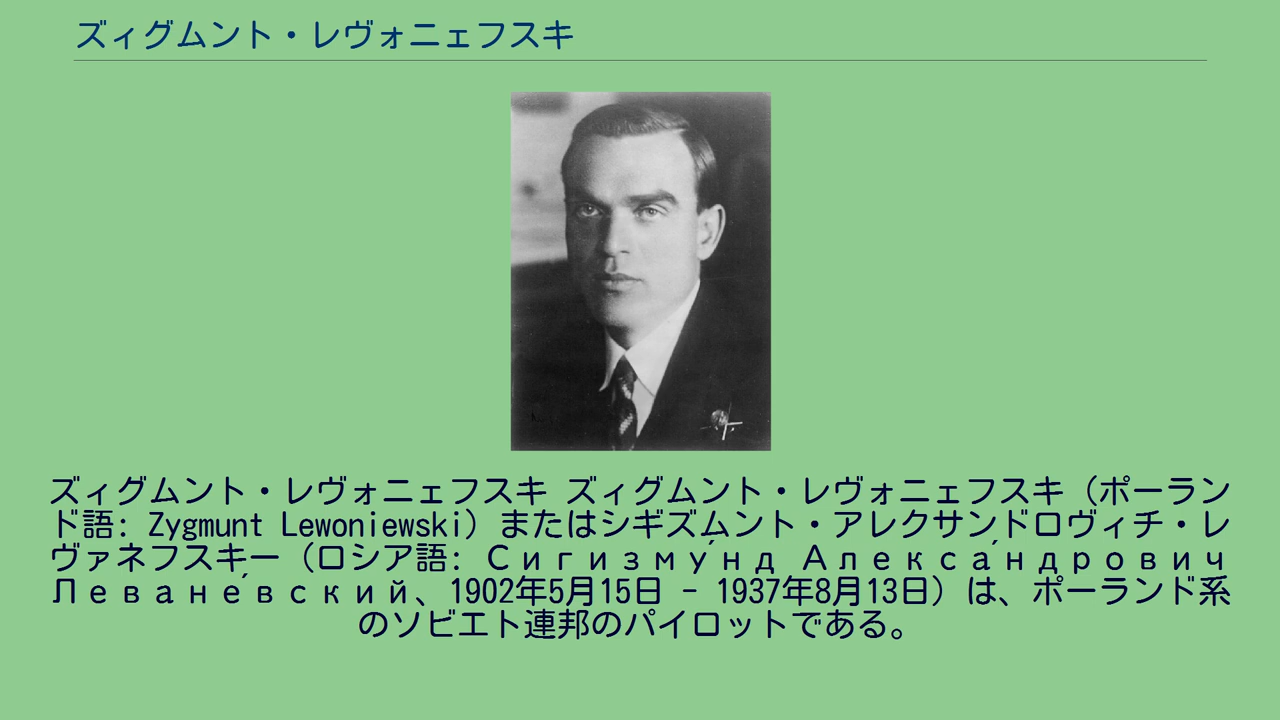 ズィグムント・レヴォニェフスキ
ズィグムント・レヴォニェフスキ ズィグムント・レヴォニェフスキ（ポーラン
ド語: Zygmunt Lewoniewski）またはシギズムント・アレクサンドロヴィチ・レ
ヴァネフスキー（ロシア語: Сигизму́нд Алекса́ндрович
Леване́вский、1902年5月15日 - 1937年8月13日）は、ポーランド系
のソビエト連邦のパイロットである。